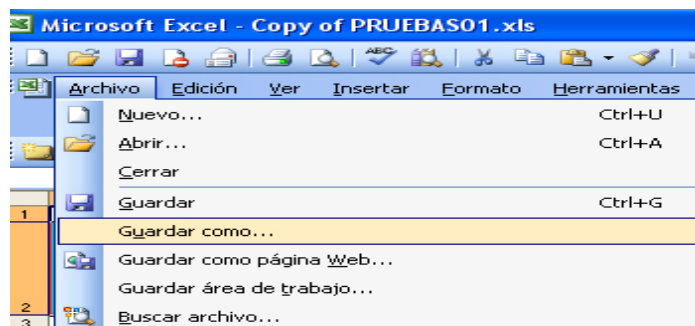 Microsoft Excel - Copy of PRUEBAS01.xls
ABC
Archivo Edición Ver Insertar Formato Herramientas
Nuevo... Ctrl+U
Abrir... Ctrl+A
Cerrar
1 Guardar Ctrl+G
Guardar como...
Guardar como página Web...
Guardar área de trabajo...
2 Buscar archivo...
3